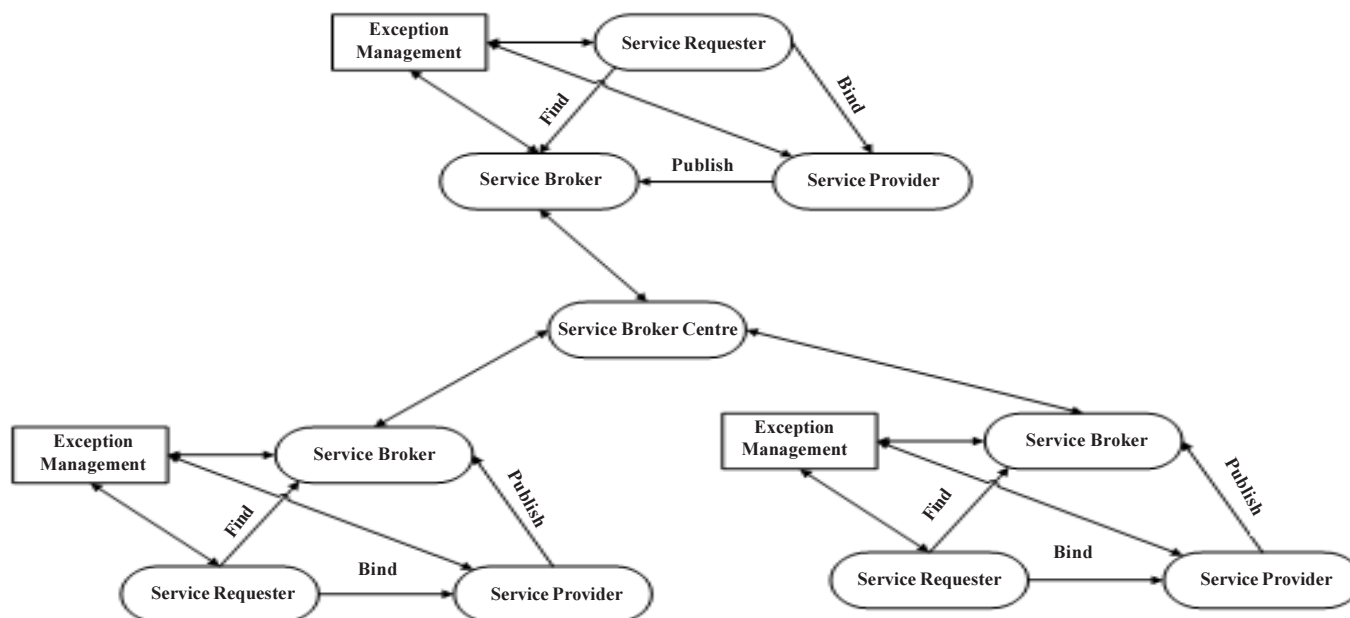 Exception
Management
Service Requester
Find
Bind
Service Broker
Publish
Service Provider
Service Broker Centre
Exception
Management
Service Broker
Publish
Find
Service Requester
Bind
Service Provider
Exception
Management
Service Broker
Publish
Find
Service Requester
Bind
Service Provider